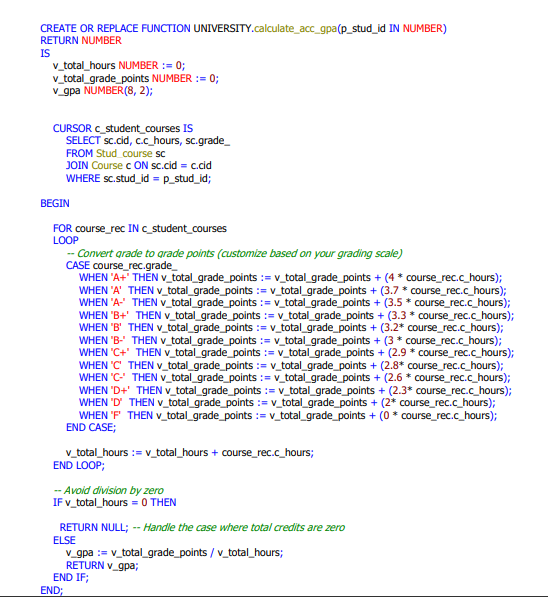 CREATE OR REPLACE FUNCTION UNIVERSITY.calculate_acc_gpa(p_stud_id IN NUMBER)
RETURN NUMBER
IS
v_total_hours NUMBER := 0;
v_total_grade_points NUMBER := 0;
v_gpa NUMBER(8, 2);
CURSOR c_student_courses IS
SELECT sc.cid, c.c_hours, sc.grade_
FROM Stud_course sc
JOIN Course c ON sc.cid = c.cid
WHERE sc.stud_id = p_stud_id;
BEGIN
FOR course_rec IN c_student_courses
LOOP
-- Convert grade to grade points (customize based on your grading scale)
CASE course_rec.grade_
WHEN 'A+' THEN v_total_grade_points := v_total_grade_points + (4 * course_rec.c_hours);
WHEN 'A' THEN v_total_grade_points := v_total_grade_points + (3.7 * course_rec.c_hours);
WHEN 'A-' THEN v_total_grade_points := v_total_grade_points + (3.5 * course_rec.c_hours);
WHEN 'B+' THEN v_total_grade_points := v_total_grade_points + (3.3 * course_rec.c_hours);
WHEN 'B' THEN v_total_grade_points := v_total_grade_points + (3.2* course_rec.c_hours);
WHEN 'B-' THEN v_total_grade_points := v_total_grade_points + (3 * course_rec.c_hours);
WHEN 'C+' THEN v_total_grade_points := v_total_grade_points + (2.9 * course_rec.c_hours);
WHEN 'C' THEN v_total_grade_points := v_total_grade_points + (2.8* course_rec.c_hours);
WHEN 'C-' THEN v_total_grade_points := v_total_grade_points + (2.6 * course_rec.c_hours);
WHEN 'D+' THEN v_total_grade_points := v_total_grade_points + (2.3* course_rec.c_hours);
WHEN 'D' THEN v_total_grade_points := v_total_grade_points + (2* course_rec.c_hours);
WHEN 'F' THEN v_total_grade_points := v_total_grade_points + (0 * course_rec.c_hours);
END CASE;
v_total_hours := v_total_hours + course_rec.c_hours;
END LOOP;
-- Avoid division by zero
IF v_total_hours = 0 THEN
RETURN NULL; -- Handle the case where total credits are zero
ELSE
v_gpa := v_total_grade_points / v_total_hours;
RETURN v_gpa;
END IF;
END;